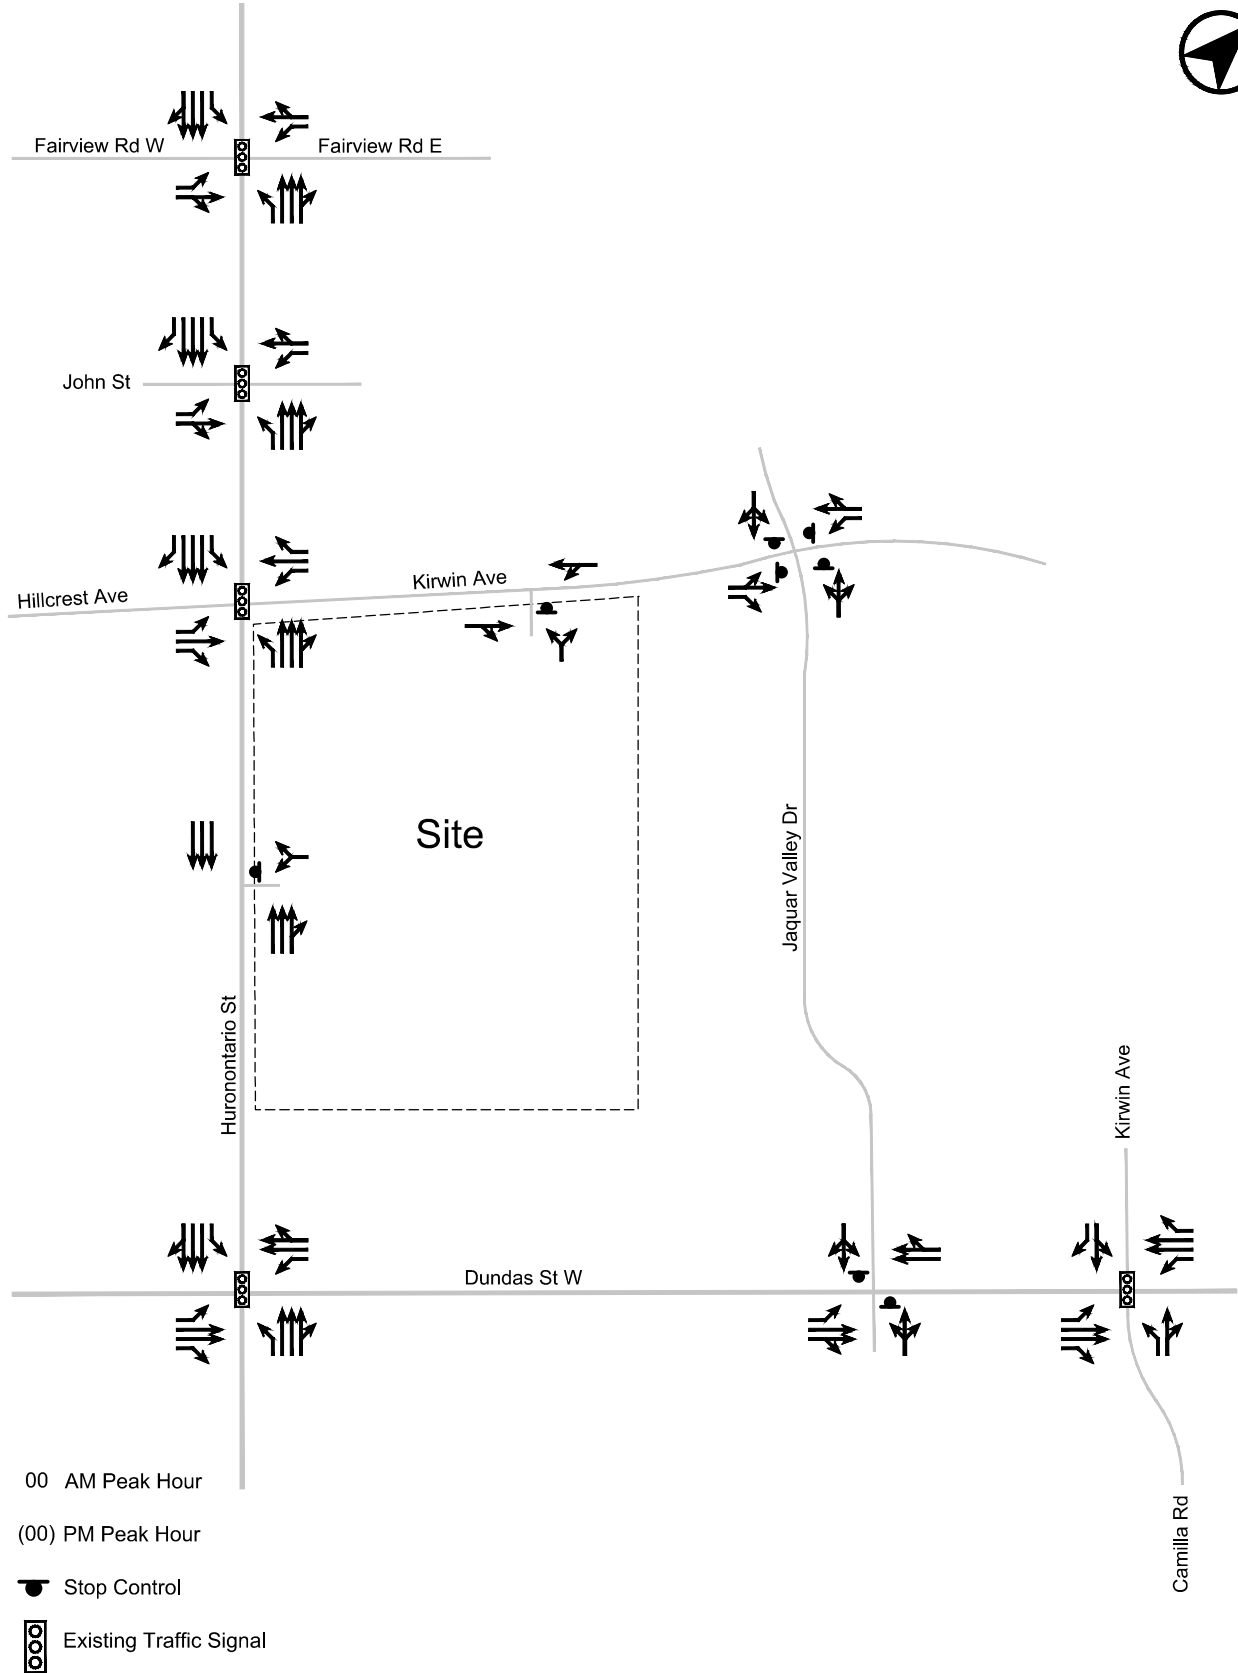 Fairview Rd W
Fairview Rd E
John St
Hillcrest Ave
Kirwin Ave
Site
Jaquar Valley Dr
Huronontario St
Kirwin Ave
Dundas St W
Camilla Rd
00 AM Peak Hour
(00) PM Peak Hour
Stop Control
Existing Traffic Signal